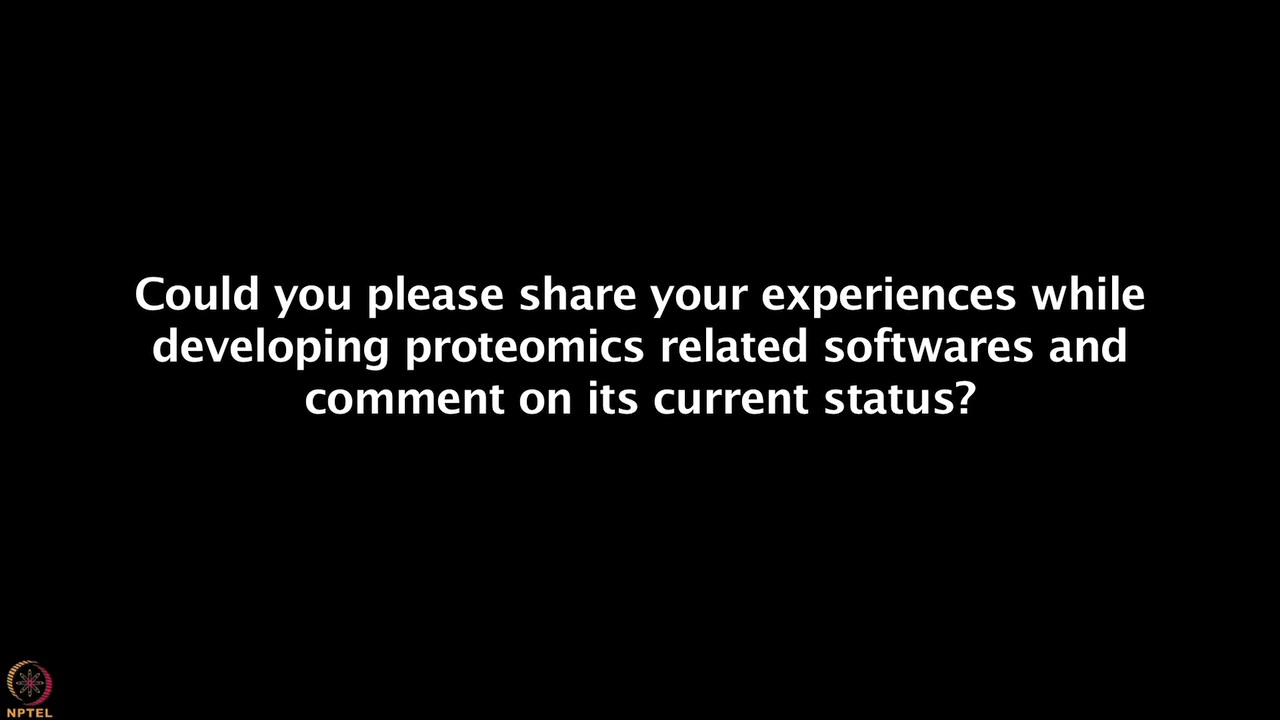 Could you please share your experiences while
developing proteomics related softwares and
comment on its current status?
NPTEL